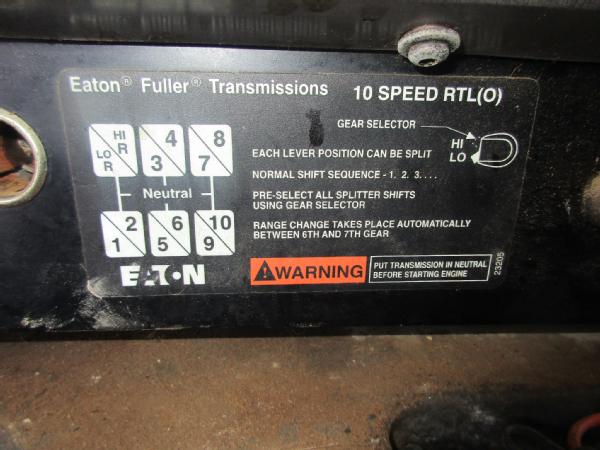 Eaton® Fuller® Transmissions 10 SPEED RTL(O)
GEAR SELECTOR
HI
LO
HI R
LO R
4
3
8
7
EACH LEVER POSITION CAN BE SPLIT
NORMAL SHIFT SEQUENCE - 1. 2. 3. . . .
Neutral
PRE-SELECT ALL SPLITTER SHIFTS
USING GEAR SELECTOR
2
1
6
5
10
9
RANGE CHANGE TAKES PLACE AUTOMATICALLY
BETWEEN 6TH AND 7TH GEAR
EATON
WARNING
PUT TRANSMISSION IN NEUTRAL
BEFORE STARTING ENGINE
23205